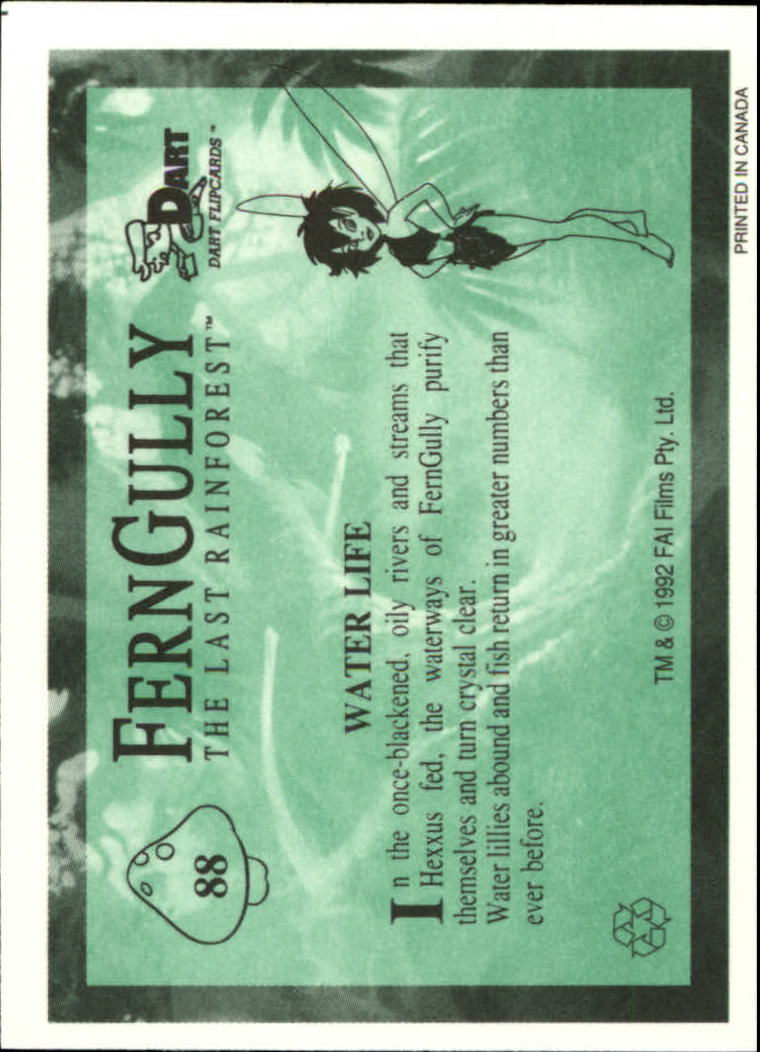 88
FERNGULLY
THE LAST RAINFOREST™
DART
DART FLIPCARDS™
WATER LIFE
In the once-blackened, oily rivers and streams that
Hexxus fed, the waterways of FernGully purify
themselves and turn crystal clear.
Water lillies abound and fish return in greater numbers than
ever before.
TM & © 1992 FAI Films Pty. Ltd.
PRINTED IN CANADA